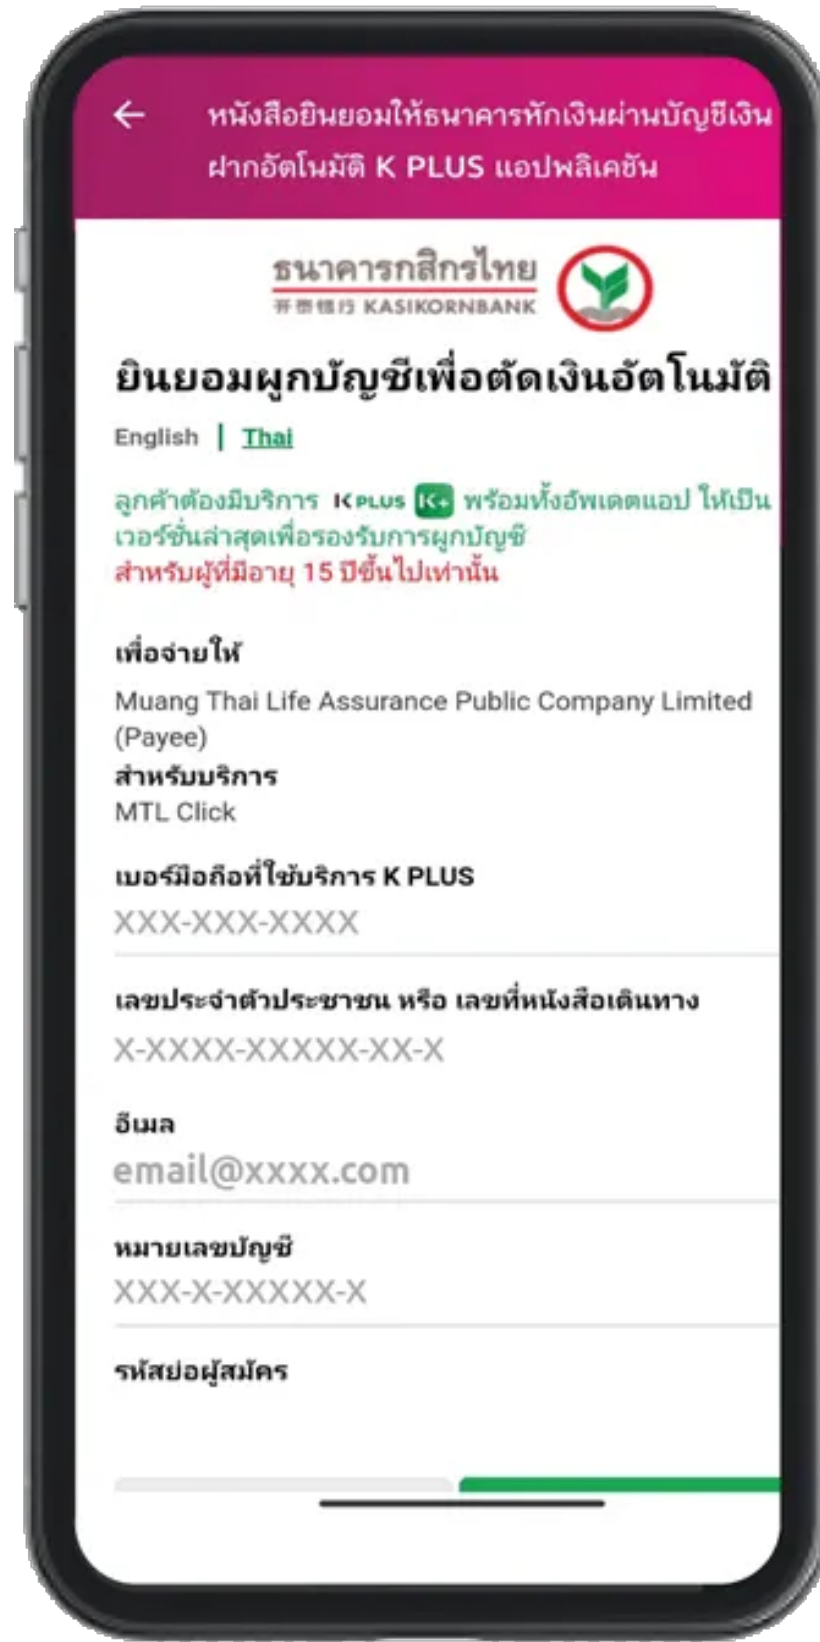 หนังสือยินยอมให้ธนาคารหักเงินผ่านบัญชีเงิน
ฝากอัตโนมัติ K PLUS แอปพลิเคชัน
ธนาคารกสิกรไทย
开泰银行 KASIKORNBANK
ยินยอมผูกบัญชีเพื่อตัดเงินอัตโนมัติ
English | Thai
ลูกค้าต้องมีบริการ K PLUS K+ พร้อมทั้งอัพเดตแอป ให้เป็น
เวอร์ชั่นล่าสุดเพื่อรองรับการผูกบัญชี
สำหรับผู้ที่มีอายุ 15 ปีขึ้นไปเท่านั้น
เพื่อจ่ายให้
Muang Thai Life Assurance Public Company Limited
(Payee)
สำหรับบริการ
MTL Click
เบอร์มือถือที่ใช้บริการ K PLUS
XXX-XXX-XXXX
เลขประจำตัวประชาชน หรือ เลขที่หนังสือเดินทาง
X-XXXX-XXXXX-XX-X
อีเมล
email@xxxx.com
หมายเลขบัญชี
XXX-X-XXXXX-X
รหัสย่อผู้สมัคร